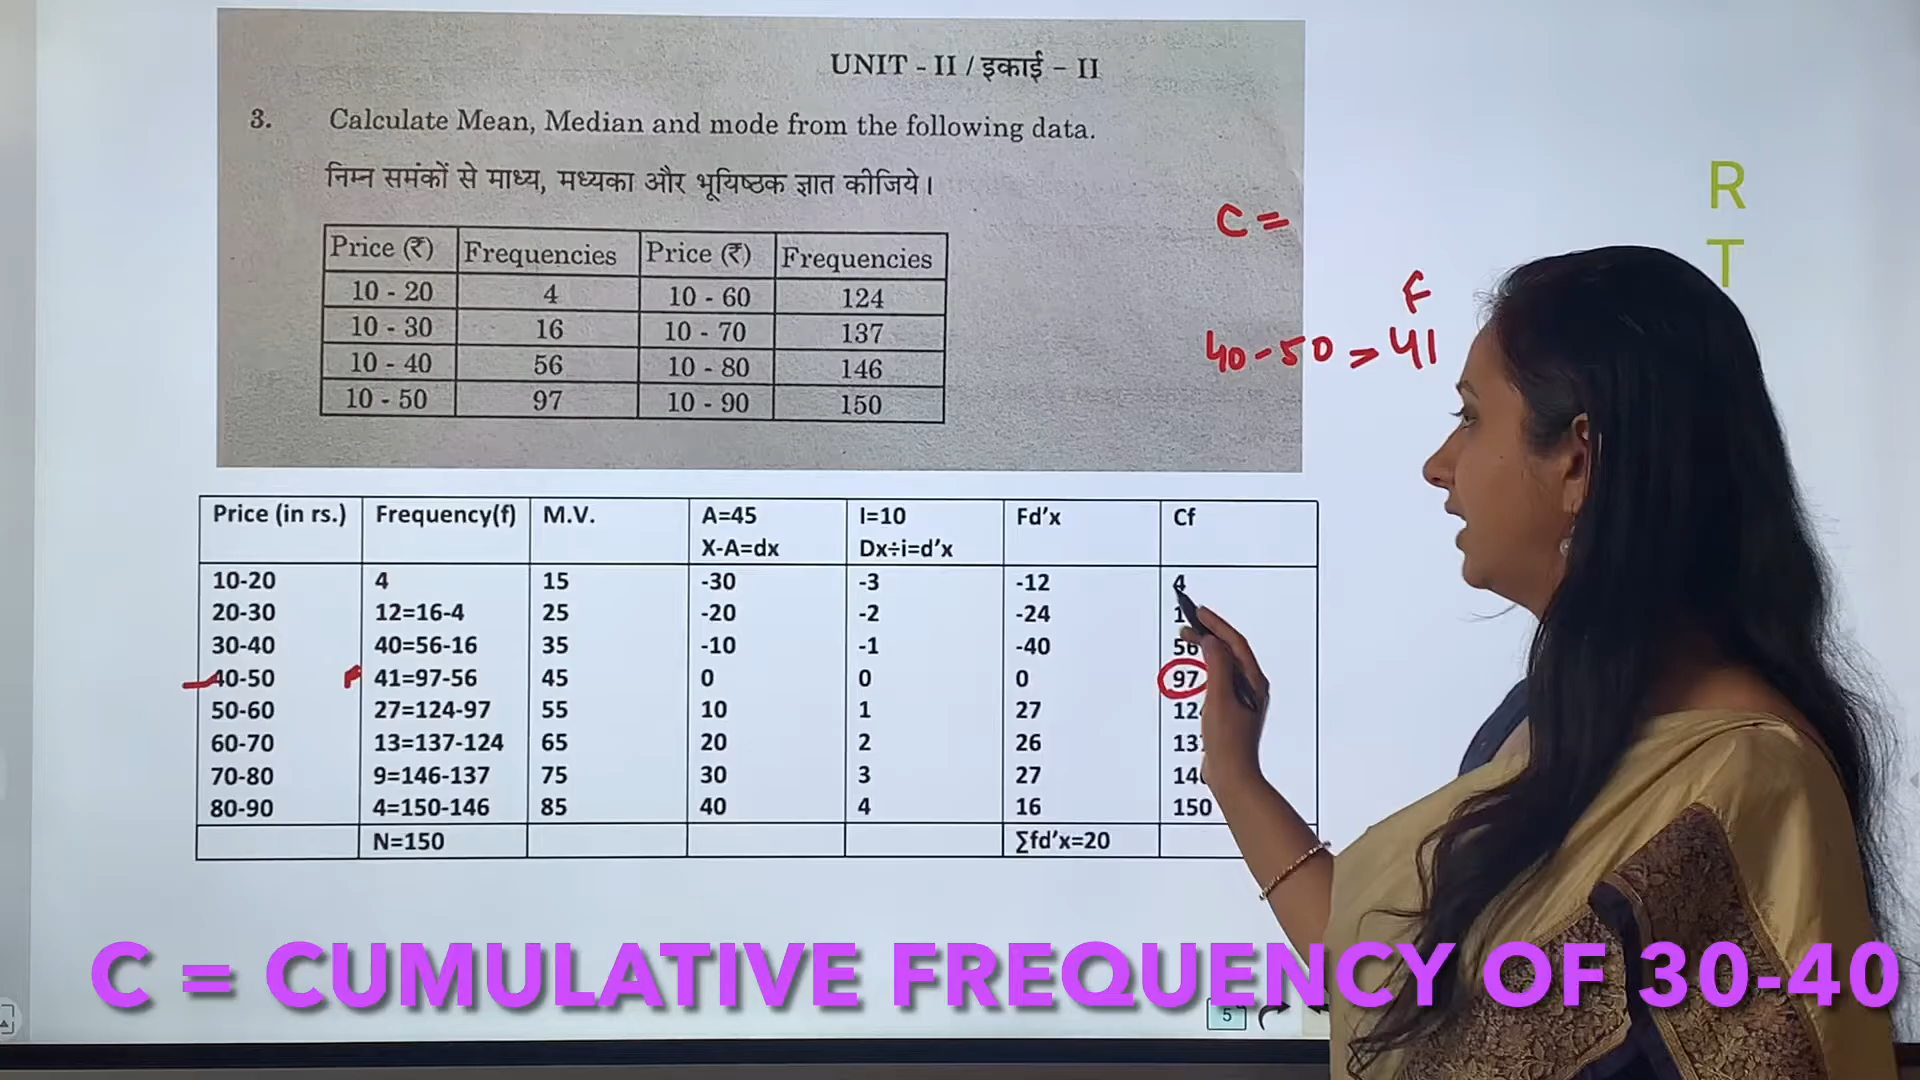 UNIT - II / इकाई – II
3. Calculate Mean, Median and mode from the following data.
निम्न समंकों से माध्य, मध्यका और भूयिष्ठक ज्ञात कीजिये।
Price (₹) Frequencies Price (₹) Frequencies
10 - 20 4 10 - 60 124
10 - 30 16 10 - 70 137
10 - 40 56 10 - 80 146
10 - 50 97 10 - 90 150
C =
F
40-50 > 41
R
T
Price (in rs.) Frequency(f) M.V. A=45 I=10 Fd’x Cf
X-A=dx Dx÷i=d’x
10-20 4 15 -30 -3 -12 4
20-30 12=16-4 25 -20 -2 -24
30-40 40=56-16 35 -10 -1 -40 56
40-50 F 41=97-56 45 0 0 0 97
50-60 27=124-97 55 10 1 27
60-70 13=137-124 65 20 2 26
70-80 9=146-137 75 30 3 27
80-90 4=150-146 85 40 4 16 150
N=150 ∑fd’x=20
C = CUMULATIVE FREQUENCY OF 30-40
5